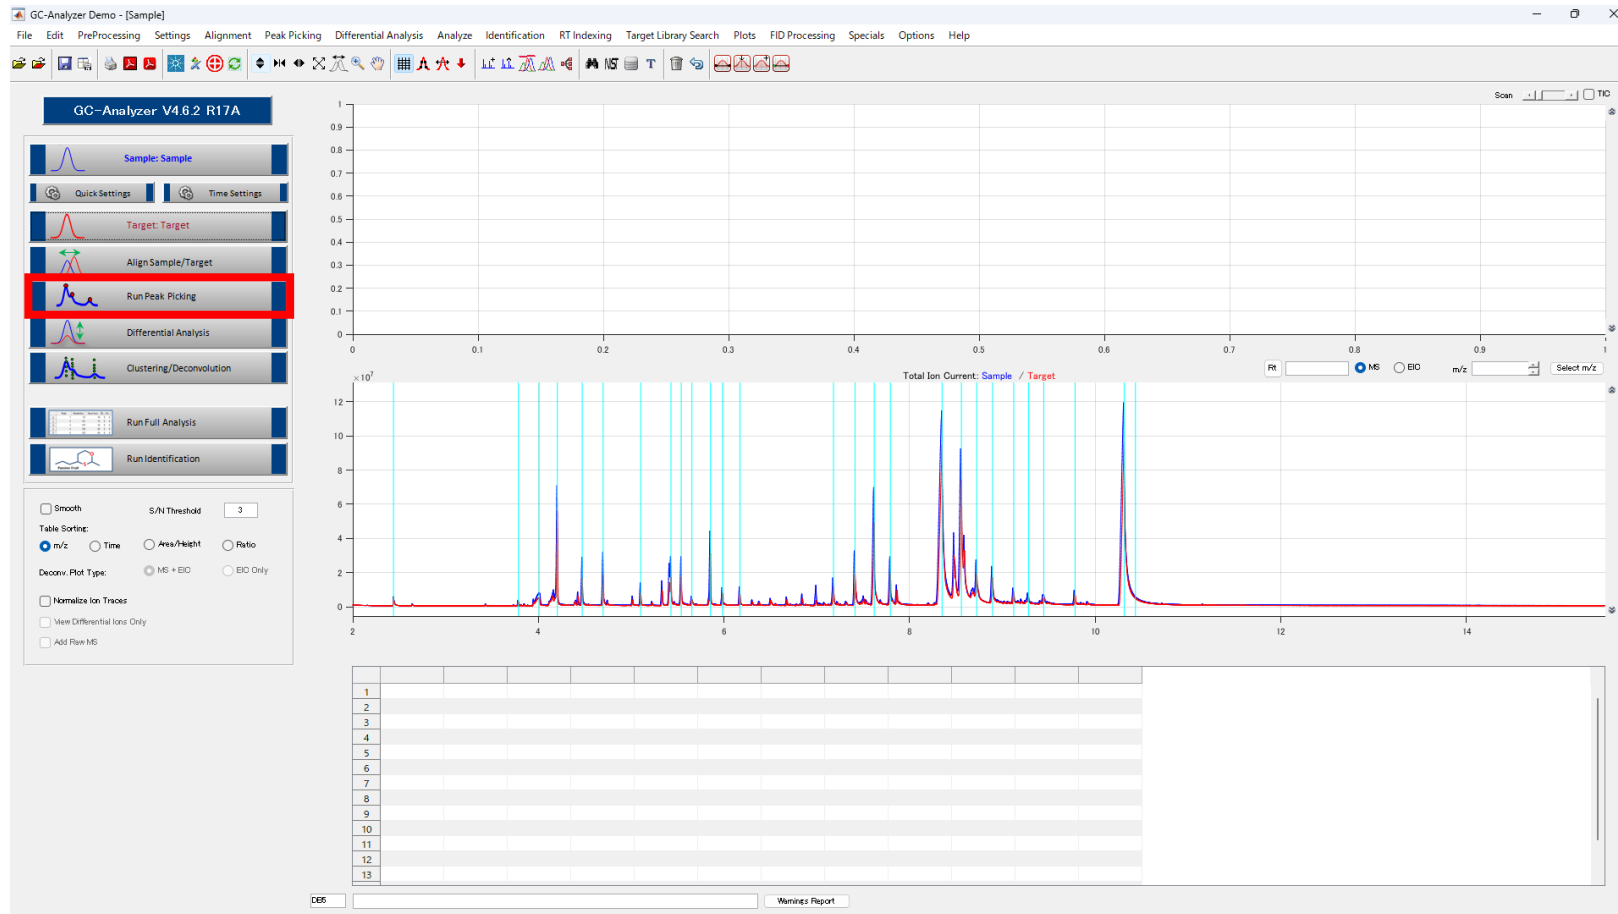 GC-Analyzer Demo - [Sample]
File Edit PreProcessing Settings Alignment Peak Picking Differential Analysis Analyze Identification RT Indexing Target Library Search Plots FID Processing Specials Options Help
NST T
GC-Analyzer V4.6.2 R17A
Sample: Sample
Quick Settings Time Settings
Target: Target
Align Sample/Target
Run Peak Picking
Differential Analysis
Clustering/Deconvolution
Run Full Analysis
Run Identification
Smooth S/N Threshold 3
Table Sorting:
m/z Time Area/Height Ratio
Deconv. Plot Type: MS + EIC EIC Only
Normalize Ion Traces
View Differential Ions Only
Add Raw MS
Scan TIC
1
0.9
0.8
0.7
0.6
0.5
0.4
0.3
0.2
0.1
0
0 0.1 0.2 0.3 0.4 0.5 0.6 0.7 0.8 0.9 1
Rt MS EIC m/z Select m/z
×10⁷ Total Ion Current: Sample / Target
12
10
8
6
4
2
0
2 4 6 8 10 12 14
1
2
3
4
5
6
7
8
9
10
11
12
13
DB5 Warnings Report